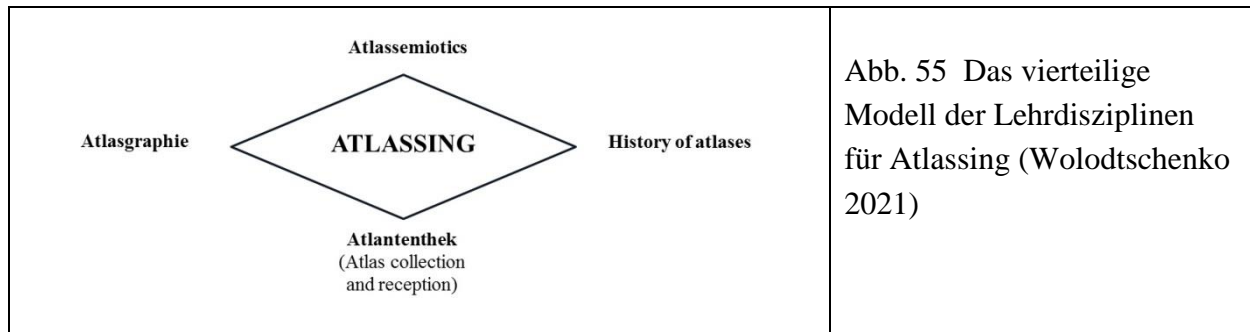 Atlassemiotics
Atlasgraphie
ATLASSING
History of atlases
Atlantenthek
(Atlas collection
and reception)
Abb. 55 Das vierteilige
Modell der Lehrdisziplinen
für Atlassing (Wolodtschenko
2021)